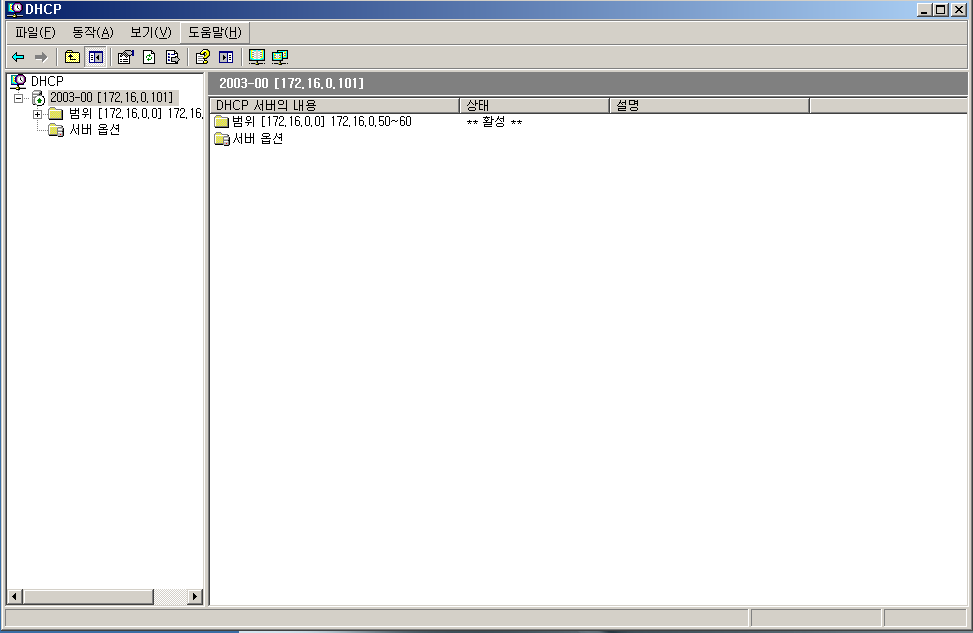 DHCP
파일(F) 동작(A) 보기(V) 도움말(H)
DHCP
2003-00 [172.16.0.101]
범위 [172.16.0.0] 172.16.
서버 옵션
2003-00 [172.16.0.101]
DHCP 서버의 내용 상태 설명
범위 [172.16.0.0] 172.16.0.50~60 ** 활성 **
서버 옵션